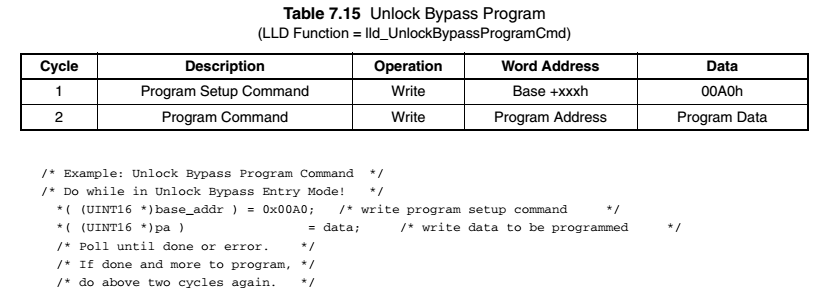 Table 7.15 Unlock Bypass Program
(LLD Function = lld_UnlockBypassProgramCmd)
Cycle Description Operation Word Address Data
1 Program Setup Command Write Base +xxxh 00A0h
2 Program Command Write Program Address Program Data
/* Example: Unlock Bypass Program Command */
/* Do while in Unlock Bypass Entry Mode! */
*( (UINT16 *)base_addr ) = 0x00A0; /* write program setup command */
*( (UINT16 *)pa ) = data; /* write data to be programmed */
/* Poll until done or error. */
/* If done and more to program, */
/* do above two cycles again. */